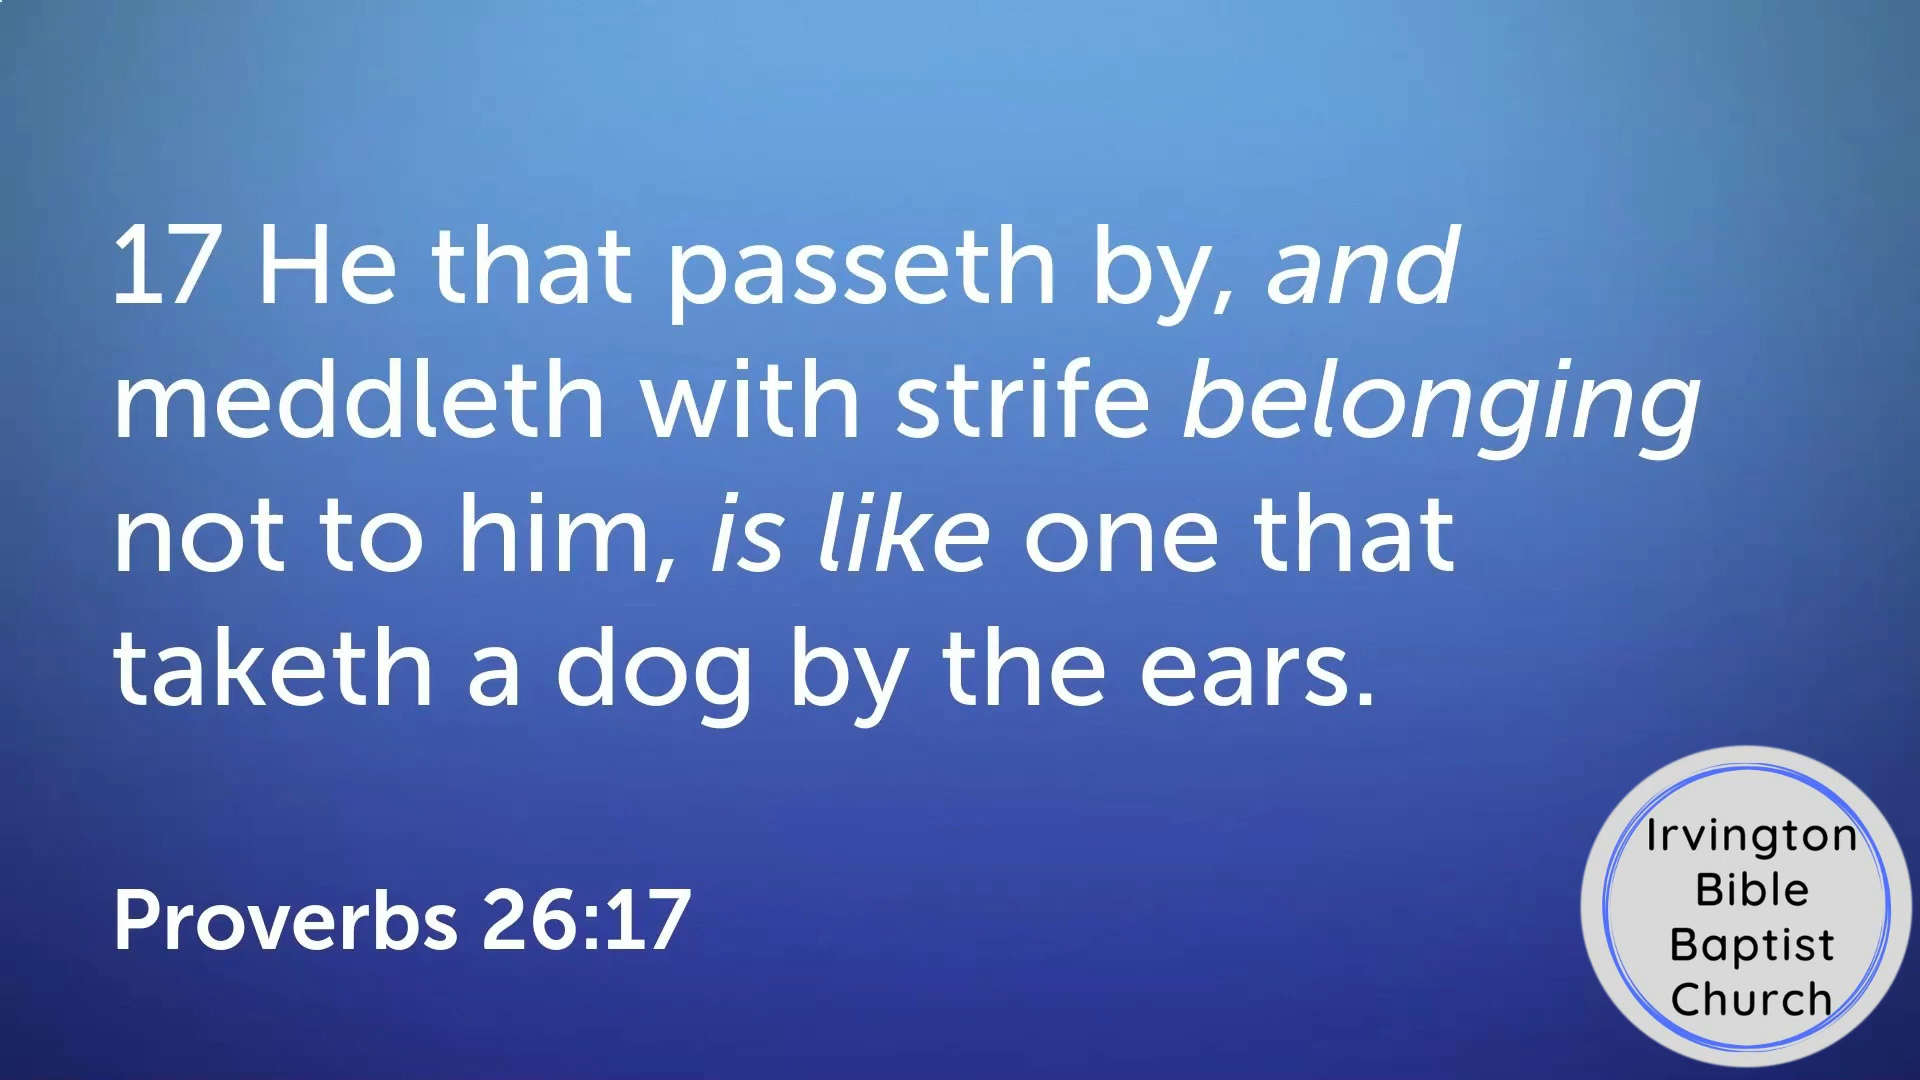 17 He that passeth by, and
meddleth with strife belonging
not to him, is like one that
taketh a dog by the ears.
Proverbs 26:17
Irvington
Bible
Baptist
Church